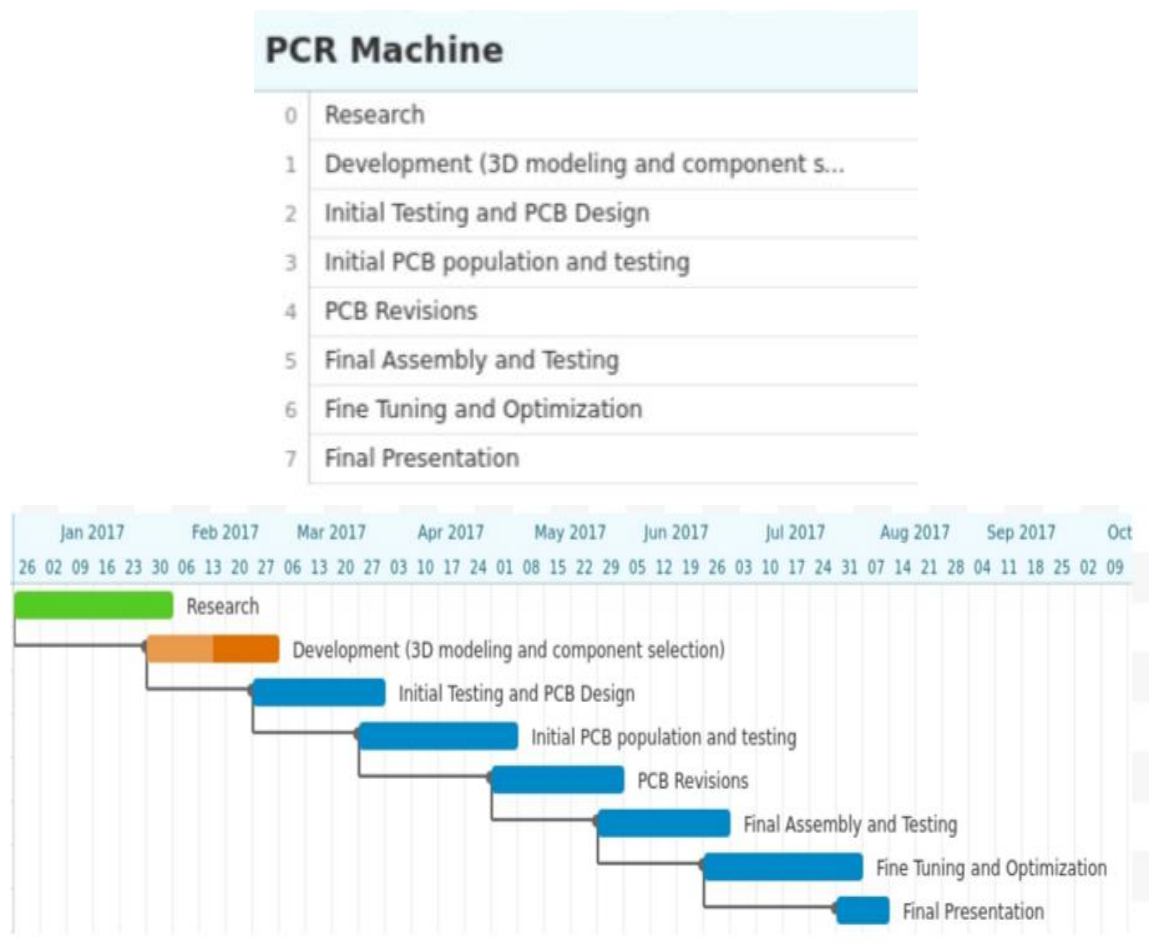 PCR Machine
0 Research
1 Development (3D modeling and component s...
2 Initial Testing and PCB Design
3 Initial PCB population and testing
4 PCB Revisions
5 Final Assembly and Testing
6 Fine Tuning and Optimization
7 Final Presentation
Jan 2017 Feb 2017 Mar 2017 Apr 2017 May 2017 Jun 2017 Jul 2017 Aug 2017 Sep 2017 Oct
26 02 09 16 23 30 06 13 20 27 06 13 20 27 03 10 17 24 01 08 15 22 29 05 12 19 26 03 10 17 24 31 07 14 21 28 04 11 18 25 02 09
Research
Development (3D modeling and component selection)
Initial Testing and PCB Design
Initial PCB population and testing
PCB Revisions
Final Assembly and Testing
Fine Tuning and Optimization
Final Presentation